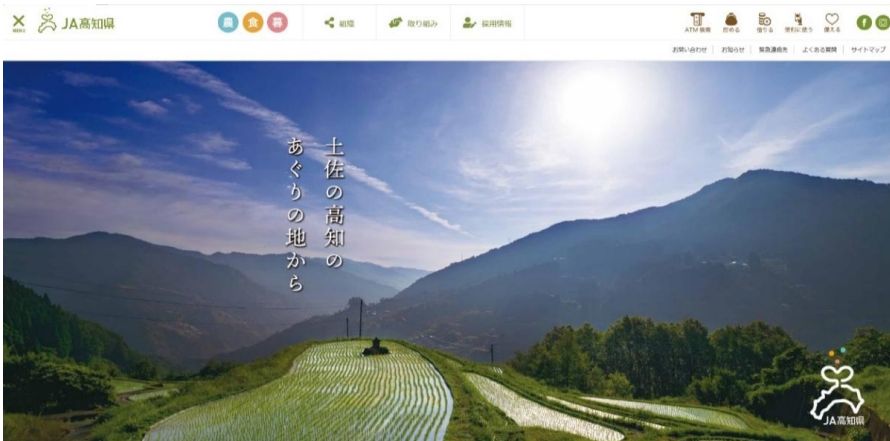 JA高知県
農 食 暮
組織
取り組み
採用情報
ATM 検索
貯める
借りる
便利に使う
備える
お問い合わせ
お知らせ
緊急連絡先
よくある質問
サイトマップ
土佐の高知の
あぐりの地から
JA高知県